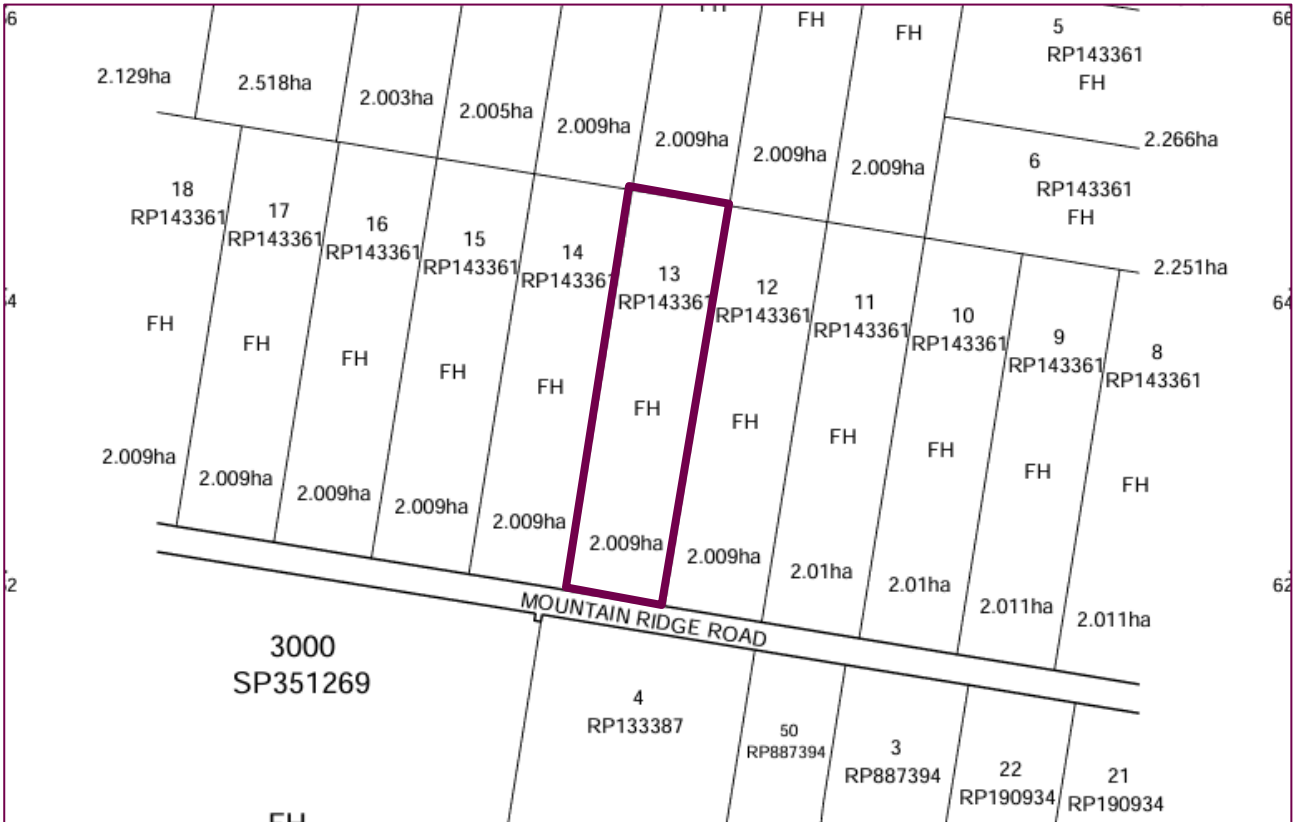 FH
FH
FH
66
5
RP143361
FH
2.129ha
2.518ha
2.003ha
2.005ha
2.009ha
2.009ha
2.009ha
2.009ha
2.266ha
6
RP143361
FH
2.251ha
18
RP143361
17
RP143361
16
RP143361
15
RP143361
14
RP143361
13
RP143361
12
RP143361
11
RP143361
10
RP143361
9
RP143361
8
RP143361
64
FH
FH
FH
FH
FH
FH
FH
FH
FH
FH
FH
2.009ha
2.009ha
2.009ha
2.009ha
2.009ha
2.009ha
2.009ha
2.01ha
2.01ha
2.011ha
2.011ha
62
MOUNTAIN RIDGE ROAD
3000
SP351269
FH
4
RP133387
50
RP887394
3
RP887394
22
RP190934
21
RP190934